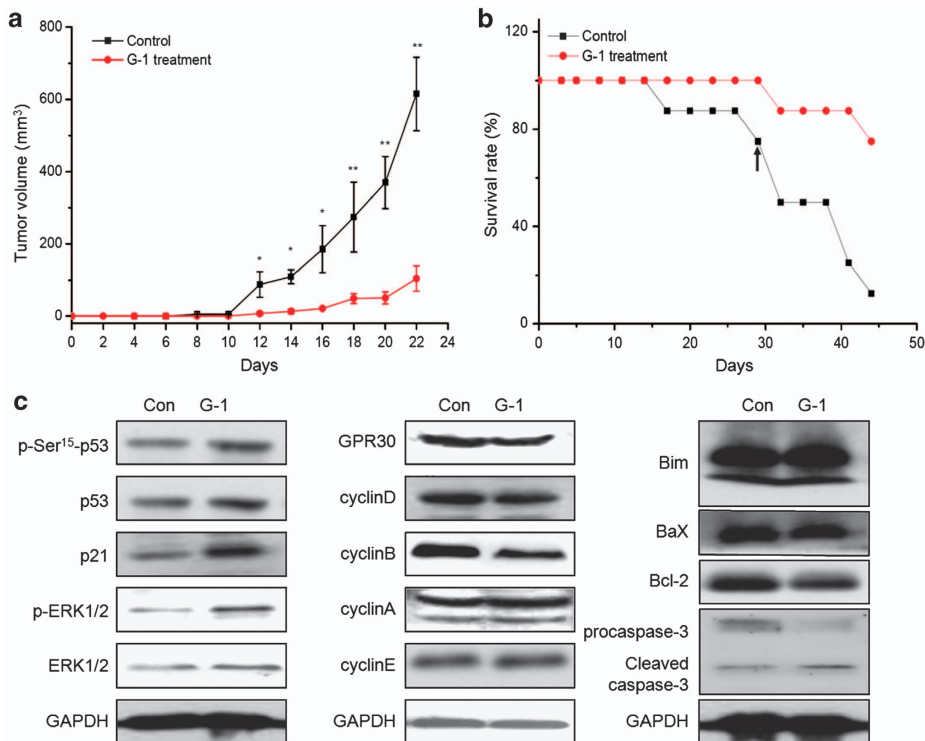 a
800
600
400
200
0
Tumor volume (mm³)
Control
G-1 treatment
*
*
*
**
**
**
0 2 4 6 8 10 12 14 16 18 20 22 24
Days
b
120
80
40
0
Survival rate (%)
Control
G-1 treatment
0 10 20 30 40 50
Days
c
Con G-1
p-Ser¹⁵-p53
p53
p21
p-ERK1/2
ERK1/2
GAPDH
Con G-1
GPR30
cyclinD
cyclinB
cyclinA
cyclinE
GAPDH
Con G-1
Bim
BaX
Bcl-2
procaspase-3
Cleaved
caspase-3
GAPDH